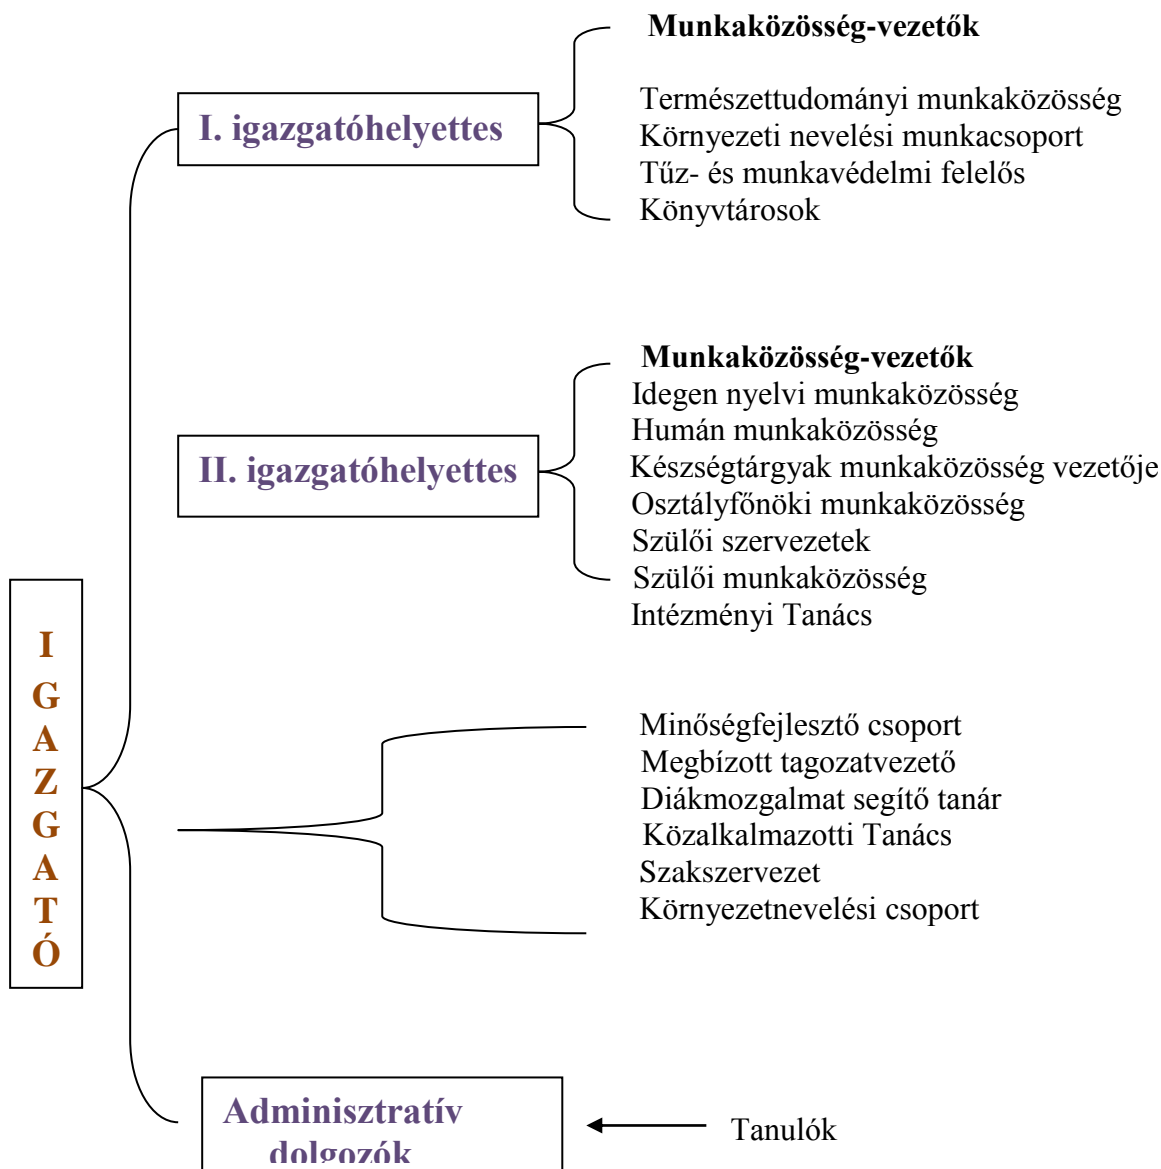 Munkaközösség-vezetők
I. igazgatóhelyettes
Természettudományi munkaközösség
Környezeti nevelési munkacsoport
Tűz- és munkavédelmi felelős
Könyvtárosok
Munkaközösség-vezetők
II. igazgatóhelyettes
Idegen nyelvi munkaközösség
Humán munkaközösség
Készségtárgyak munkaközösség vezetője
Osztályfőnöki munkaközösség
Szülői szervezetek
Szülői munkaközösség
Intézményi Tanács
I
G
A
Z
G
A
T
Ó
Minőségfejlesztő csoport
Megbízott tagozatvezető
Diákmozgalmat segítő tanár
Közalkalmazotti Tanács
Szakszervezet
Környezetnevelési csoport
Adminisztratív
dolgozók
Tanulók